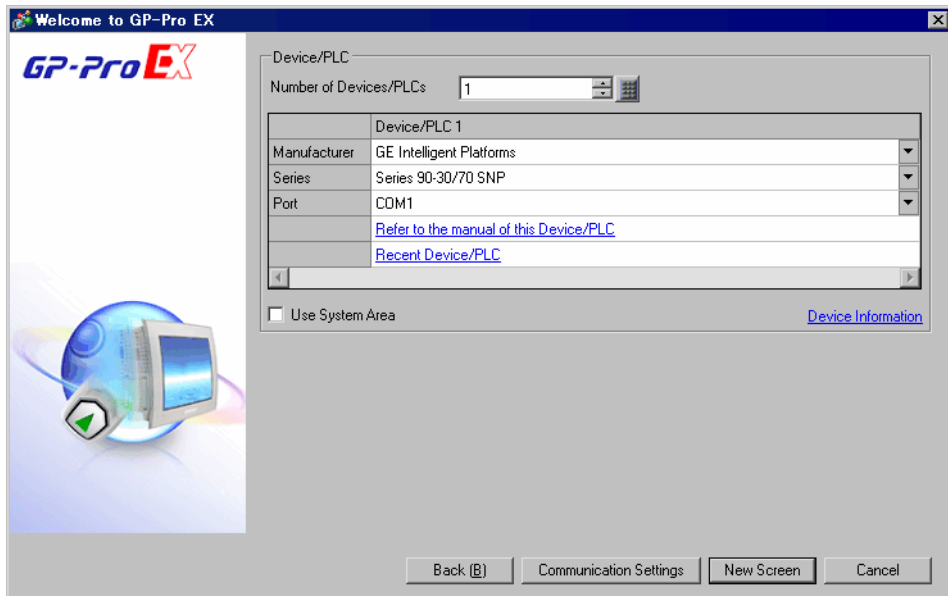 Welcome to GP-Pro EX
GP-Pro EX
Device/PLC
Number of Devices/PLCs 1
Device/PLC 1
Manufacturer GE Intelligent Platforms
Series Series 90-30/70 SNP
Port COM1
Refer to the manual of this Device/PLC
Recent Device/PLC
Use System Area Device Information
Back (B) Communication Settings New Screen Cancel